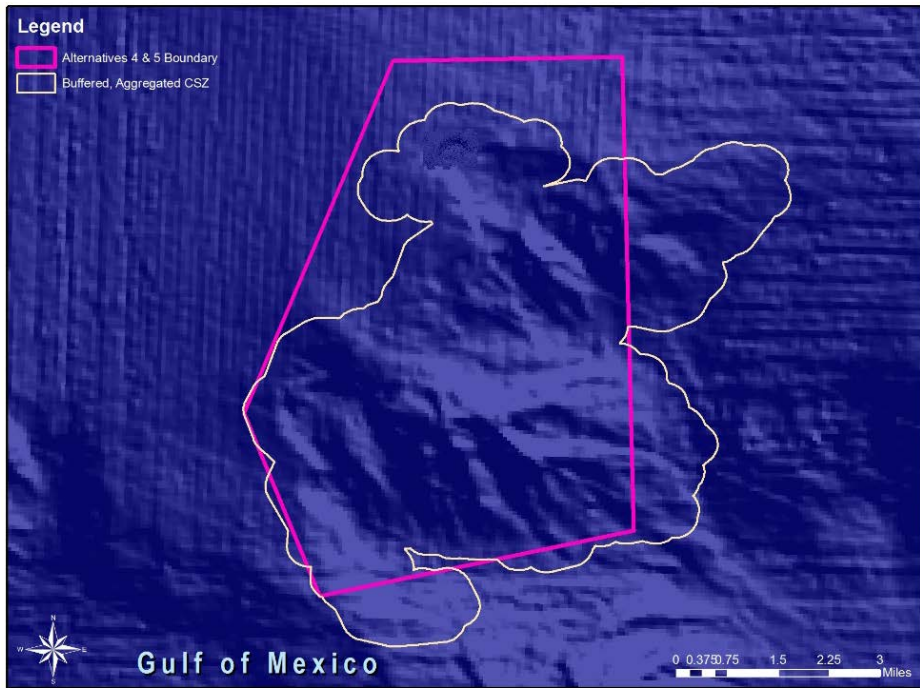 Legend
Alternatives 4 & 5 Boundary
Buffered, Aggregated CSZ
N
W E
S
Gulf of Mexico
0 0.375 0.75 1.5 2.25 3
Miles